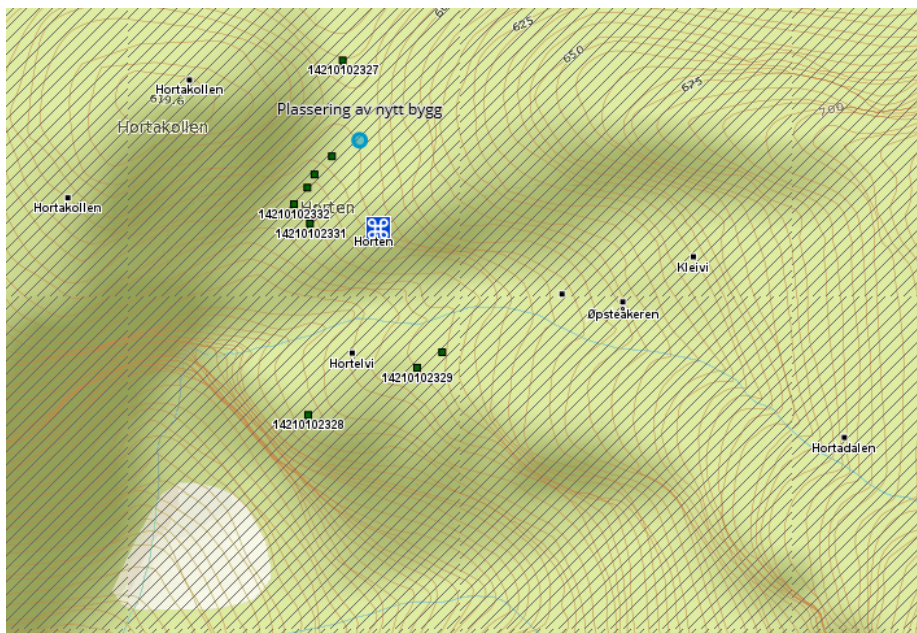 625
650
14210102327
675
Hortakollen
619.6
Plassering av nytt bygg
700
Hortakollen
Hortakollen
Horten
14210102332
14210102331
Horten
Kleivi
Øpsteåkeren
Hortelvi
14210102329
14210102328
Hortadalen